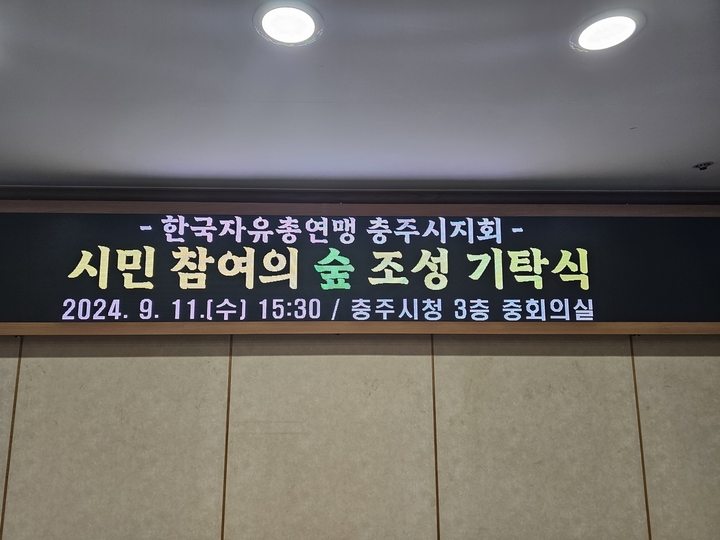 - 한국자유총연맹 충주시지회 -
시민 참여의 숲 조성 기탁식
2024. 9. 11.(수) 15:30 / 충주시청 3층 중회의실